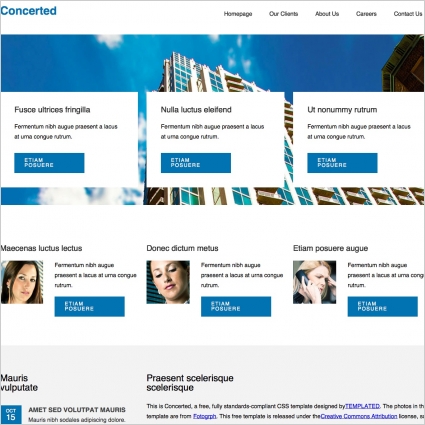 Concerted
Homepage Our Clients About Us Careers Contact Us
Fusce ultrices fringilla
Fermentum nibh augue praesent a lacus
at urna congue rutrum.
ETIAM
POSUERE
Nulla luctus eleifend
Fermentum nibh augue praesent a lacus
at urna congue rutrum.
ETIAM
POSUERE
Ut nonummy rutrum
Fermentum nibh augue praesent a lacus
at urna congue rutrum.
ETIAM
POSUERE
Maecenas luctus lectus
Fermentum nibh augue
praesent a lacus at urna congue
rutrum.
ETIAM
POSUERE
Donec dictum metus
Fermentum nibh augue
praesent a lacus at urna congue
rutrum.
ETIAM
POSUERE
Etiam posuere augue
Fermentum nibh augue
praesent a lacus at urna congue
rutrum.
ETIAM
POSUERE
Mauris
vulputate
OCT
15
AMET SED VOLUTPAT MAURIS
Mauris nibh sodales adipiscing dolore.
Praesent scelerisque
scelerisque
This is Concerted, a free, fully standards-compliant CSS template designed byTEMPLATED. The photos in th
template are from Fotogrph. This free template is released under theCreative Commons Attribution license, s